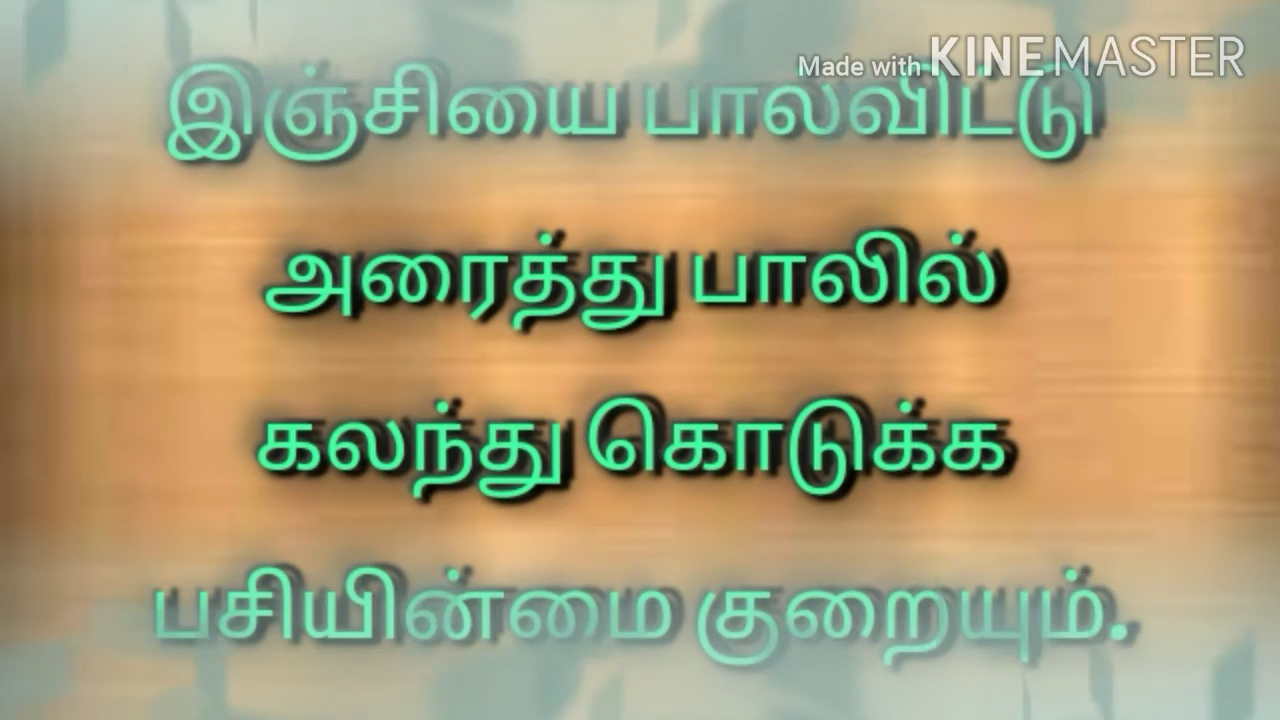 Made with KINEMASTER
இஞ்சியை பாலவிட்டு
அரைத்து பாலில்
கலந்து கொடுக்க
பசியின்மை குறையும்.